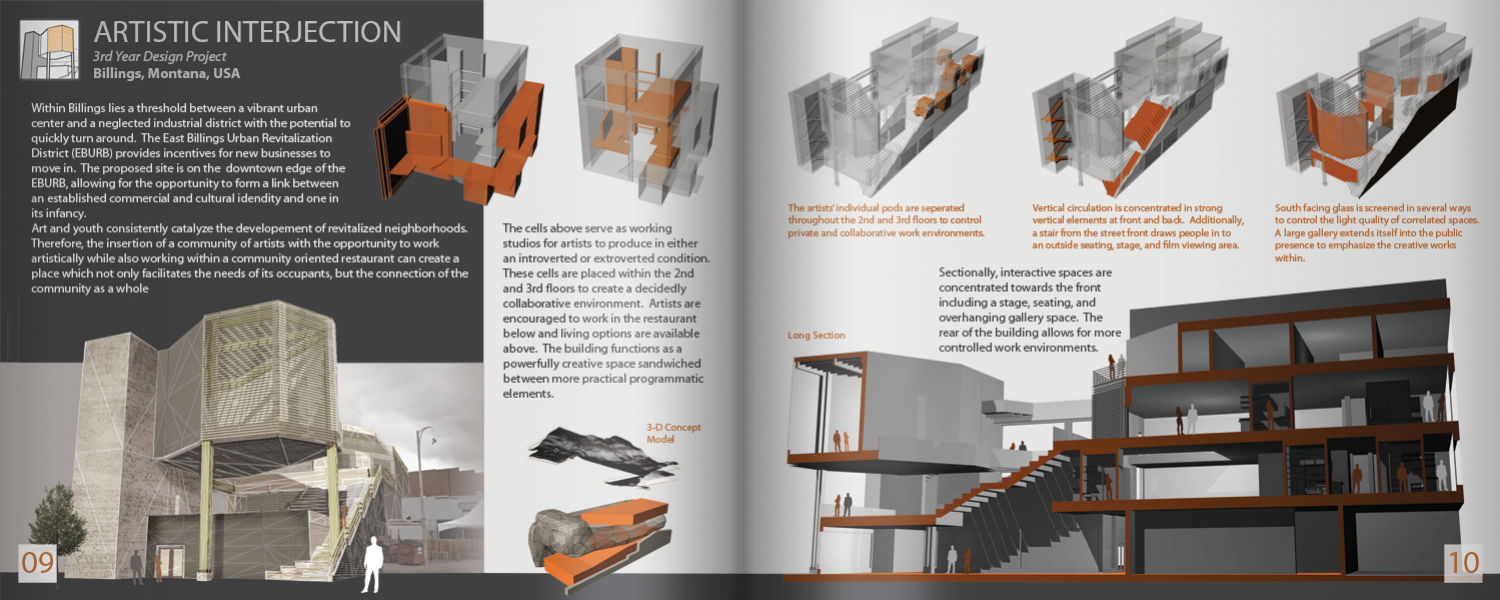 ARTISTIC INTERJECTION
3rd Year Design Project
Billings, Montana, USA
Within Billings lies a threshold between a vibrant urban
center and a neglected industrial district with the potential to
quickly turn around. The East Billings Urban Revitalization
District (EBURB) provides incentives for new businesses to
move in. The proposed site is on the downtown edge of the
EBURB, allowing for the opportunity to form a link between
an established commercial and cultural idendity and one in
its infancy.
Art and youth consistently catalyze the developement of revitalized neighborhoods.
Therefore, the insertion of a community of artists with the opportunity to work
artistically while also working within a community oriented restaurant can create a
place which not only facilitates the needs of its occupants, but the connection of the
community as a whole
The cells above serve as working
studios for artists to produce in either
an introverted or extroverted condition.
These cells are placed within the 2nd
and 3rd floors to create a decidedly
collaborative environment. Artists are
encouraged to work in the restaurant
below and living options are available
above. The building functions as a
powerfully creative space sandwiched
between more practical programmatic
elements.
3-D Concept
Model
09
The artists' individual pods are seperated
throughout the 2nd and 3rd floors to control
private and collaborative work environments.
Vertical circulation is concentrated in strong
vertical elements at front and back. Additionally,
a stair from the street front draws people in to
an outside seating, stage, and film viewing area.
South facing glass is screened in several ways
to control the light quality of correlated spaces.
A large gallery extends itself into the public
presence to emphasize the creative works
within.
Sectionally, interactive spaces are
concentrated towards the front
including a stage, seating, and
overhanging gallery space. The
rear of the building allows for more
controlled work environments.
Long Section
10